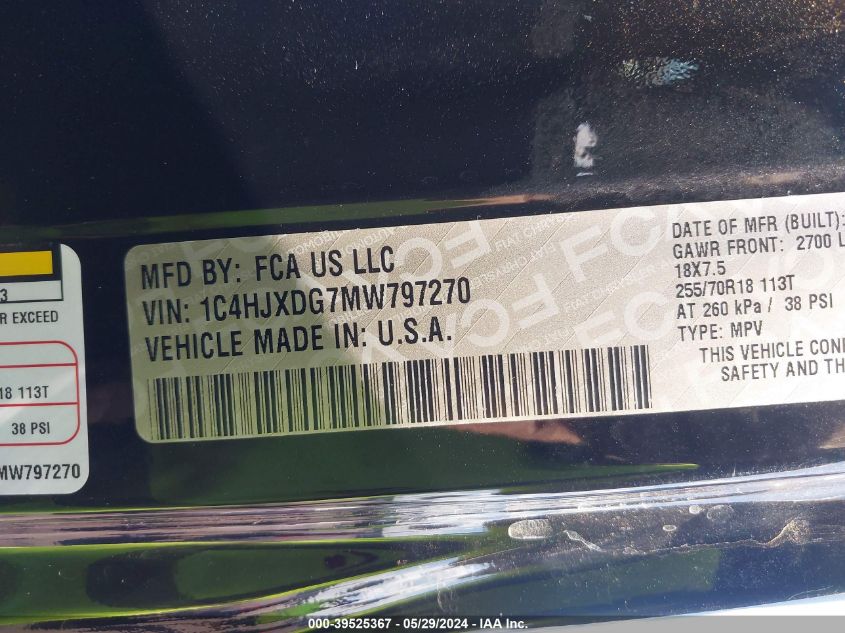 3
R EXCEED
18 113T
38 PSI
MW797270
MFD BY: FCA US LLC
VIN: 1C4HJXDG7MW797270
VEHICLE MADE IN: U.S.A.
DATE OF MFR (BUILT):
GAWR FRONT: 2700 L
18X7.5
255/70R18 113T
AT 260 kPa / 38 PSI
TYPE: MPV
THIS VEHICLE CON
SAFETY AND TH
000-39525367 - 05/29/2024 - IAA Inc.